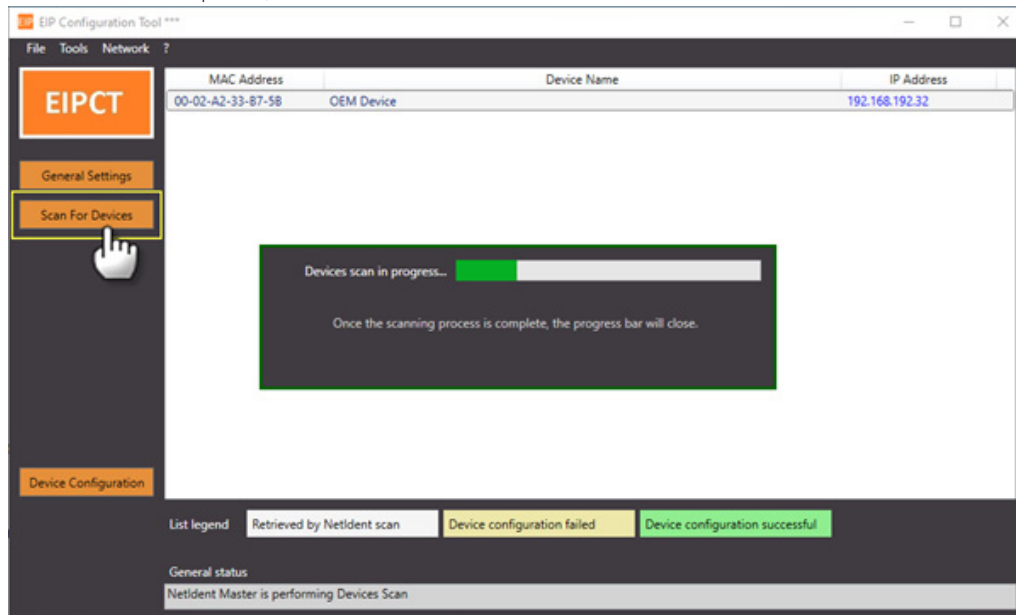 EIP EIP Configuration Tool ***
File Tools Network ?
EIPCT
MAC Address Device Name IP Address
00-02-A2-33-B7-5B OEM Device 192.168.192.32
General Settings
Scan For Devices
Devices scan in progress...
Once the scanning process is complete, the progress bar will close.
Device Configuration
List legend Retrieved by NetIdent scan Device configuration failed Device configuration successful
General status
NetIdent Master is performing Devices Scan